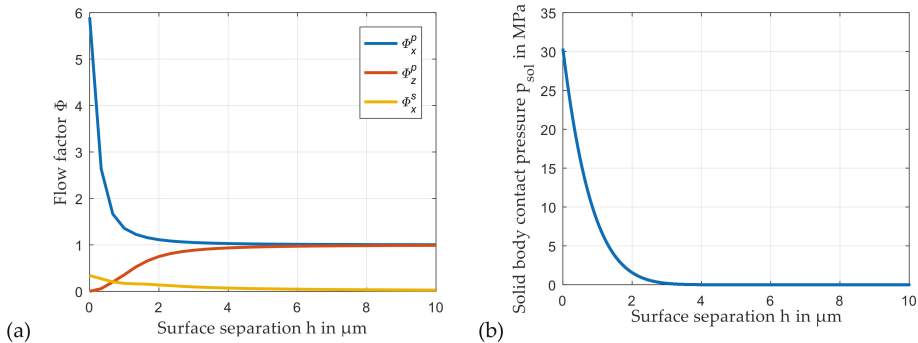 6
5
4
3
2
1
0
Flow factor Φ
Φ_x^p
Φ_z^p
Φ_x^s
0 2 4 6 8 10
Surface separation h in μm
(a)
35
30
25
20
15
10
5
0
Solid body contact pressure p_sol in MPa
0 2 4 6 8 10
Surface separation h in μm
(b)